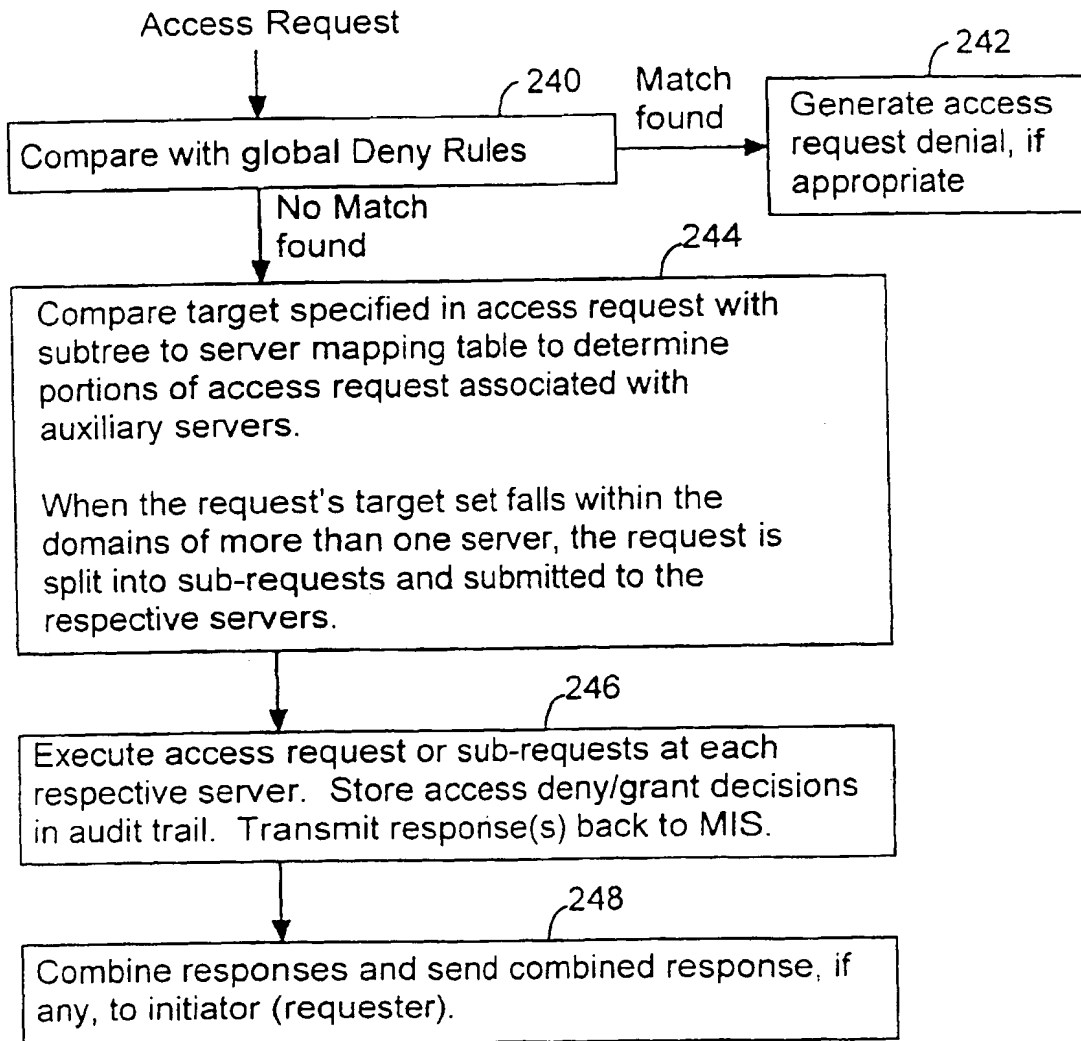 Access Request
240
Match
found
242
Compare with global Deny Rules
Generate access
request denial, if
appropriate
No Match
found
244
Compare target specified in access request with
subtree to server mapping table to determine
portions of access request associated with
auxiliary servers.
When the request's target set falls within the
domains of more than one server, the request is
split into sub-requests and submitted to the
respective servers.
246
Execute access request or sub-requests at each
respective server. Store access deny/grant decisions
in audit trail. Transmit response(s) back to MIS.
248
Combine responses and send combined response, if
any, to initiator (requester).